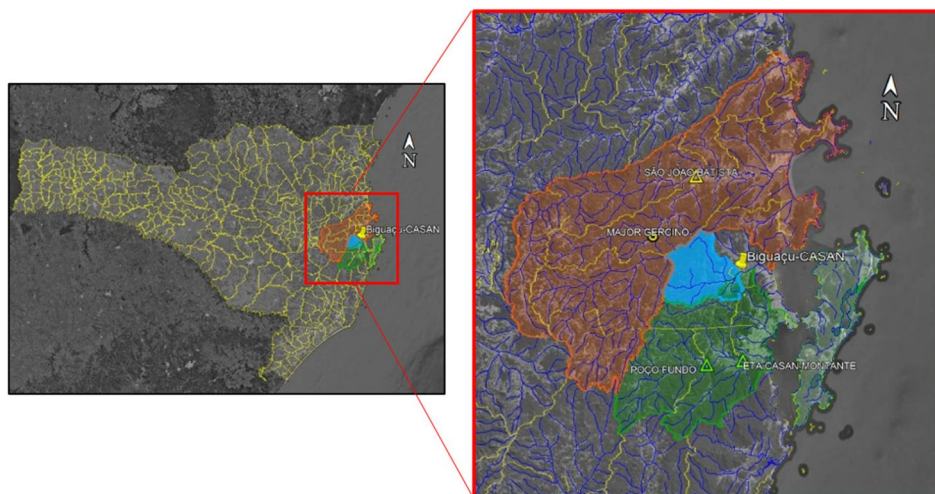 N
Biguaçu-CASAN
N
SÃO JOÃO BATISTA
MAJOR GERCINO
Biguaçu-CASAN
POÇO FUNDO
ETA CASAN MONTANTE